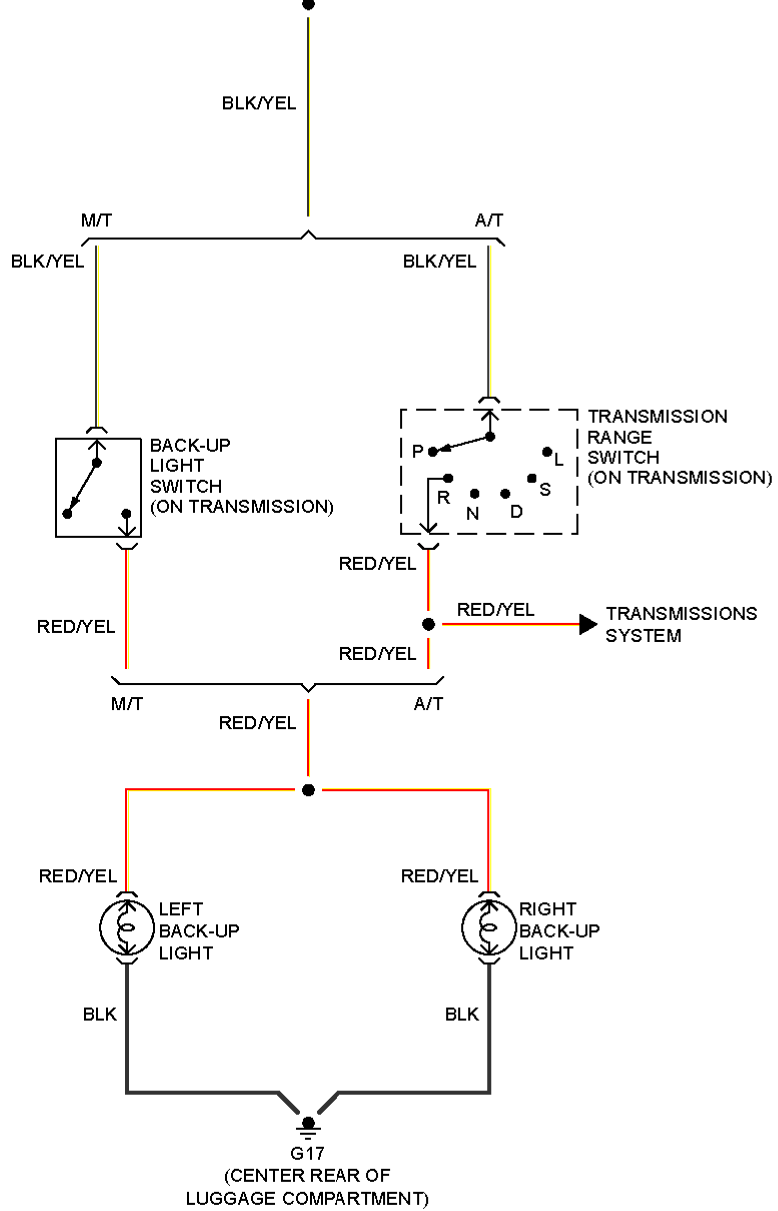 BLK/YEL
M/T
A/T
BLK/YEL
BLK/YEL
BACK-UP
LIGHT
SWITCH
(ON TRANSMISSION)
TRANSMISSION
RANGE
SWITCH
(ON TRANSMISSION)
P
R
N
D
S
L
RED/YEL
RED/YEL
RED/YEL
TRANSMISSIONS
SYSTEM
RED/YEL
M/T
A/T
RED/YEL
RED/YEL
RED/YEL
LEFT
BACK-UP
LIGHT
RIGHT
BACK-UP
LIGHT
BLK
BLK
G17
(CENTER REAR OF
LUGGAGE COMPARTMENT)